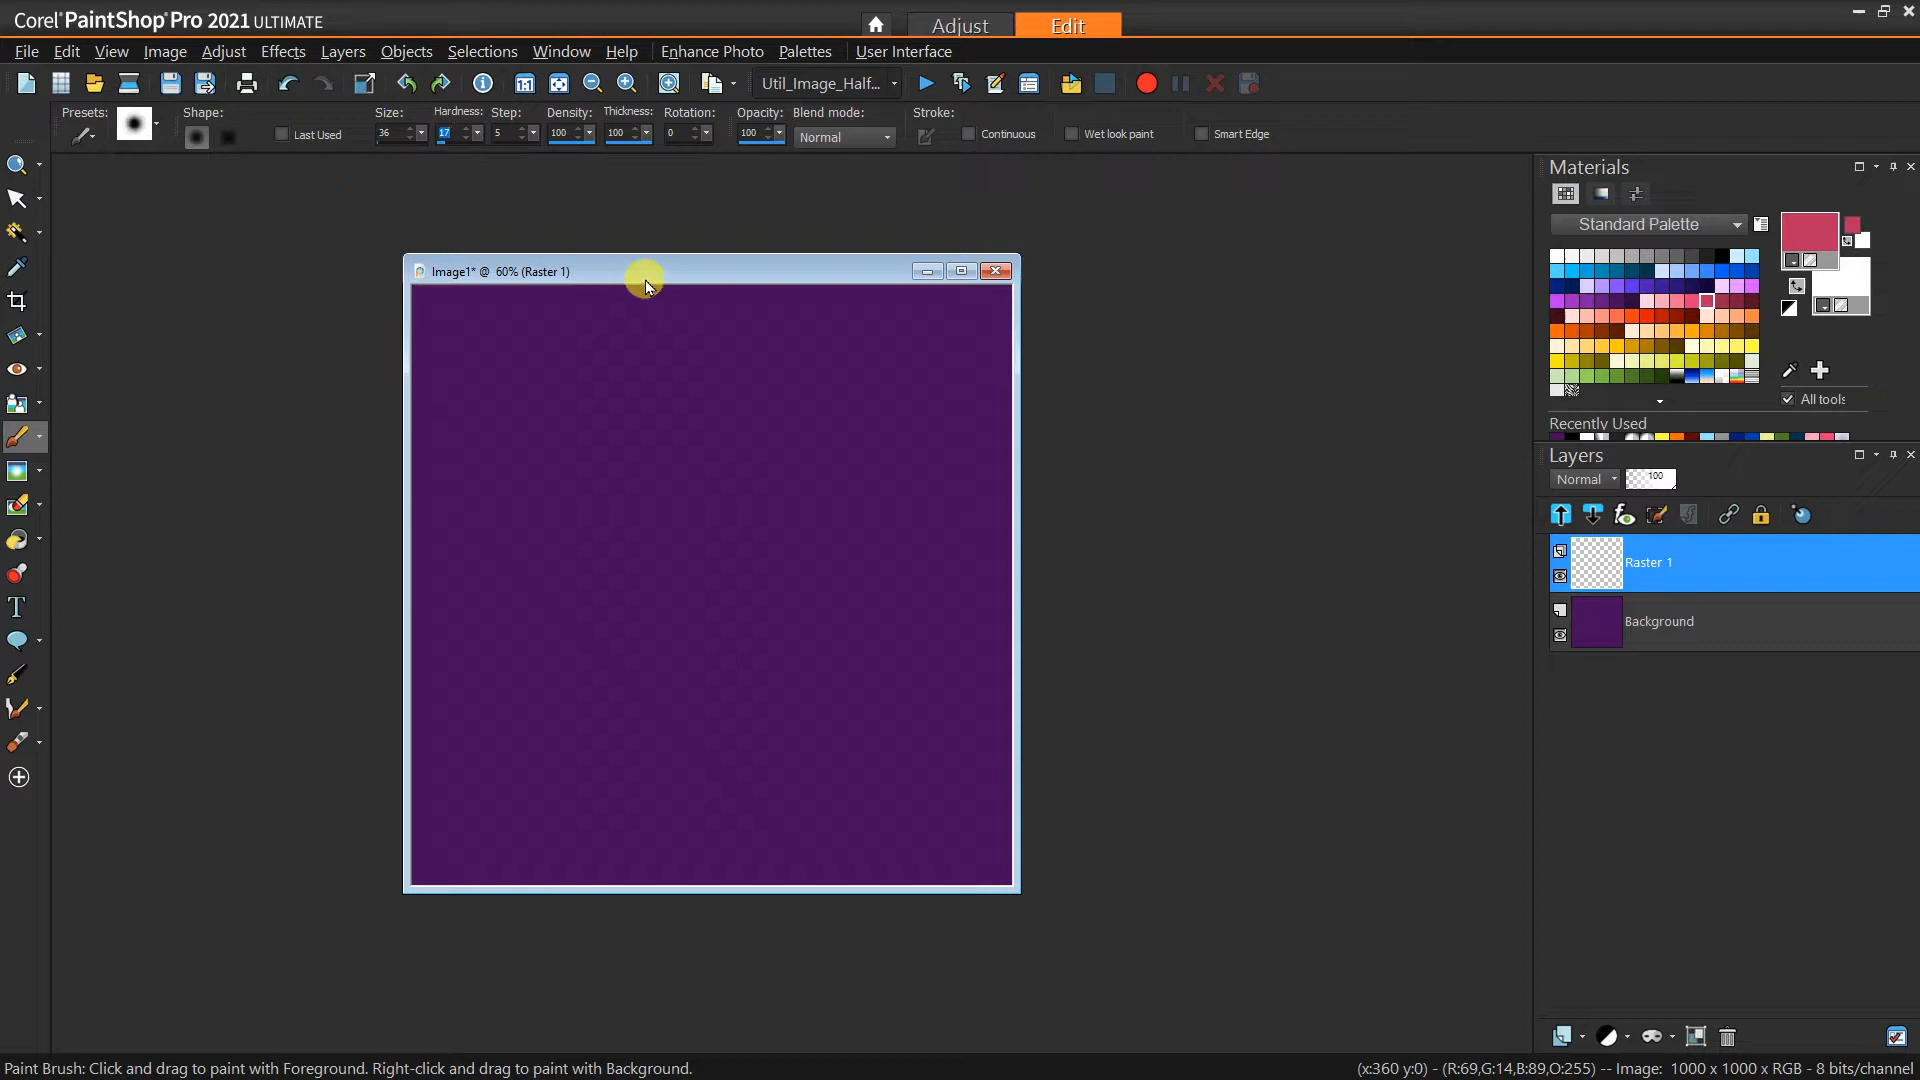 Corel PaintShop Pro 2021 ULTIMATE
Adjust
Edit
File Edit View Image Adjust Effects Layers Objects Selections Window Help Enhance Photo Palettes User Interface
Util_Image_Half...
Presets: Shape: Size: Hardness: Step: Density: Thickness: Rotation: Opacity: Blend mode: Stroke:
Last Used 36 17 5 100 100 0 100 Normal Continuous Wet look paint Smart Edge
Materials
Standard Palette
All tools
Recently Used
Image1* @ 60% (Raster 1)
Layers
Normal 100
Raster 1
Background
Paint Brush: Click and drag to paint with Foreground. Right-click and drag to paint with Background.
(x:360 y:0) - (R:69,G:14,B:89,O:255) -- Image: 1000 x 1000 x RGB - 8 bits/channel